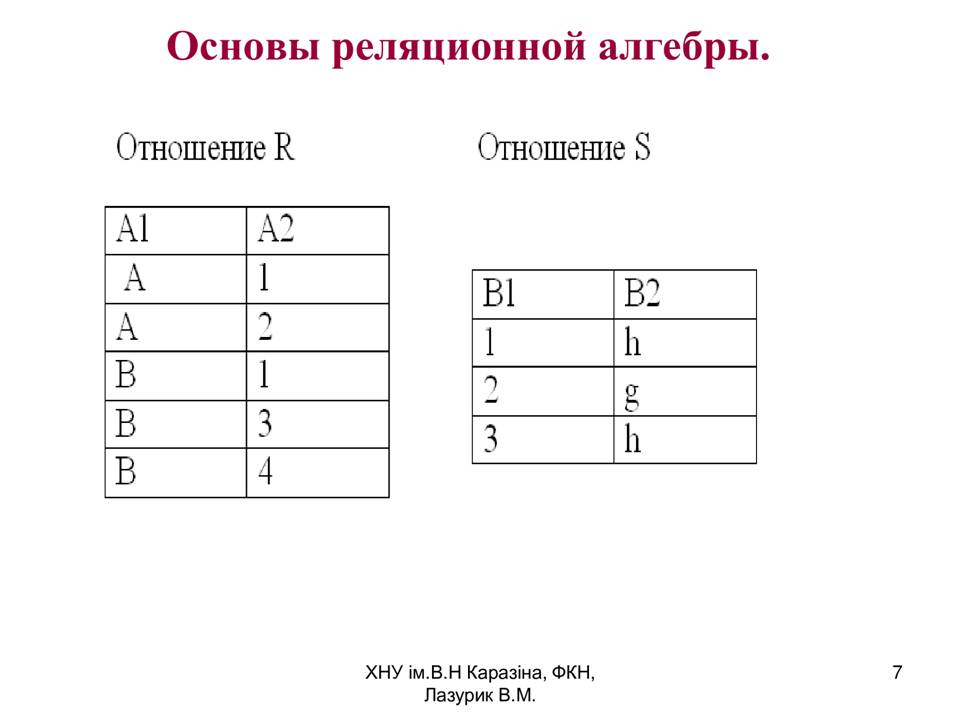 Основы реляционной алгебры.
Отношение R
A1 A2
A 1
A 2
B 1
B 3
B 4
Отношение S
B1 B2
1 h
2 g
3 h
ХНУ ім.В.Н Каразіна, ФКН,
Лазурик В.М.
7